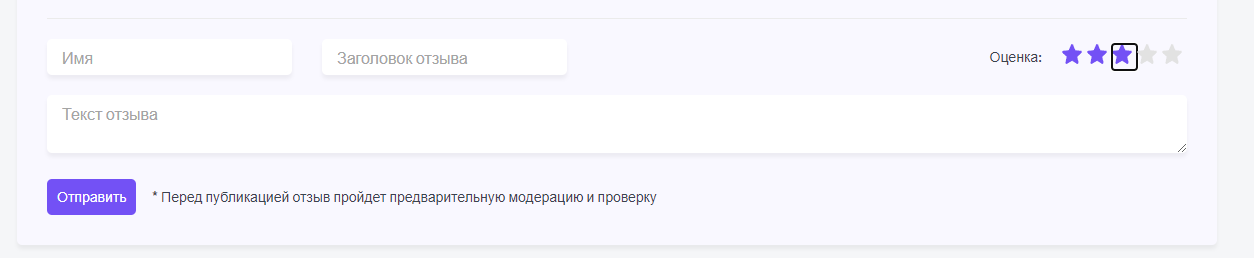 Имя
Заголовок отзыва
Оценка:
Текст отзыва
Отправить
* Перед публикацией отзыв пройдет предварительную модерацию и проверку